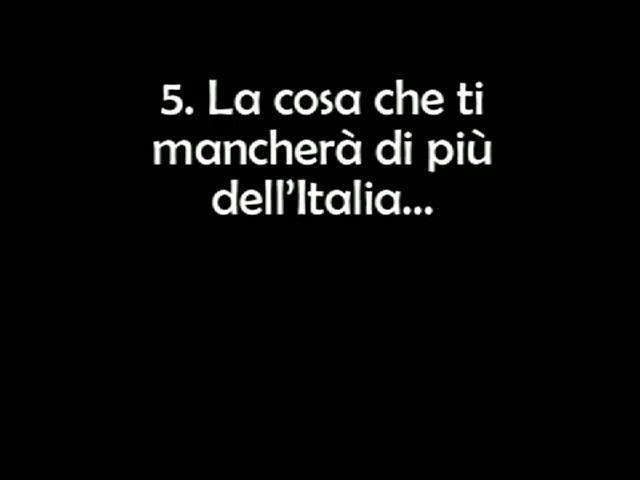 5. La cosa che ti
mancherà di più
dell’Italia...